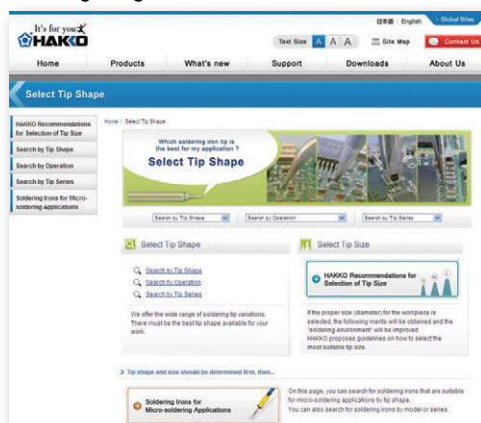 It's for you
HAKKO
日本語 | English
Global Sites
Text Size A A A
Site Map
Contact Us
Home Products What's new Support Downloads About Us
Select Tip Shape
HAKKO Recommendations
for Selection of Tip Size
Search by Tip Shape
Search by Operation
Search by Tip Series
Soldering Irons for Micro-
soldering Applications
Home / Select Tip Shape
Which soldering iron tip is
the best for my application ?
Select Tip Shape
Search by Tip Shape
Search by Operation
Search by Tip Series
Select Tip Shape
Search by Tip Shape
Search by Operation
Search by Tip Series
We offer the wide range of soldering tip variations.
There must be the best tip shape available for your
work.
Select Tip Size
HAKKO Recommendations for
Selection of Tip Size
If the proper size (diameter) for the workpiece is
selected, the following merits will be obtained and the
"soldering environment" will be improved.
HAKKO proposes guidelines on how to select the
most suitable tip size.
Tip shape and size should be determined first, then...
Soldering Irons for
Micro-soldering Applications
On this page, you can search for soldering irons that are suitable
for micro-soldering applications by tip shape.
You can also search for soldering irons by model or series.